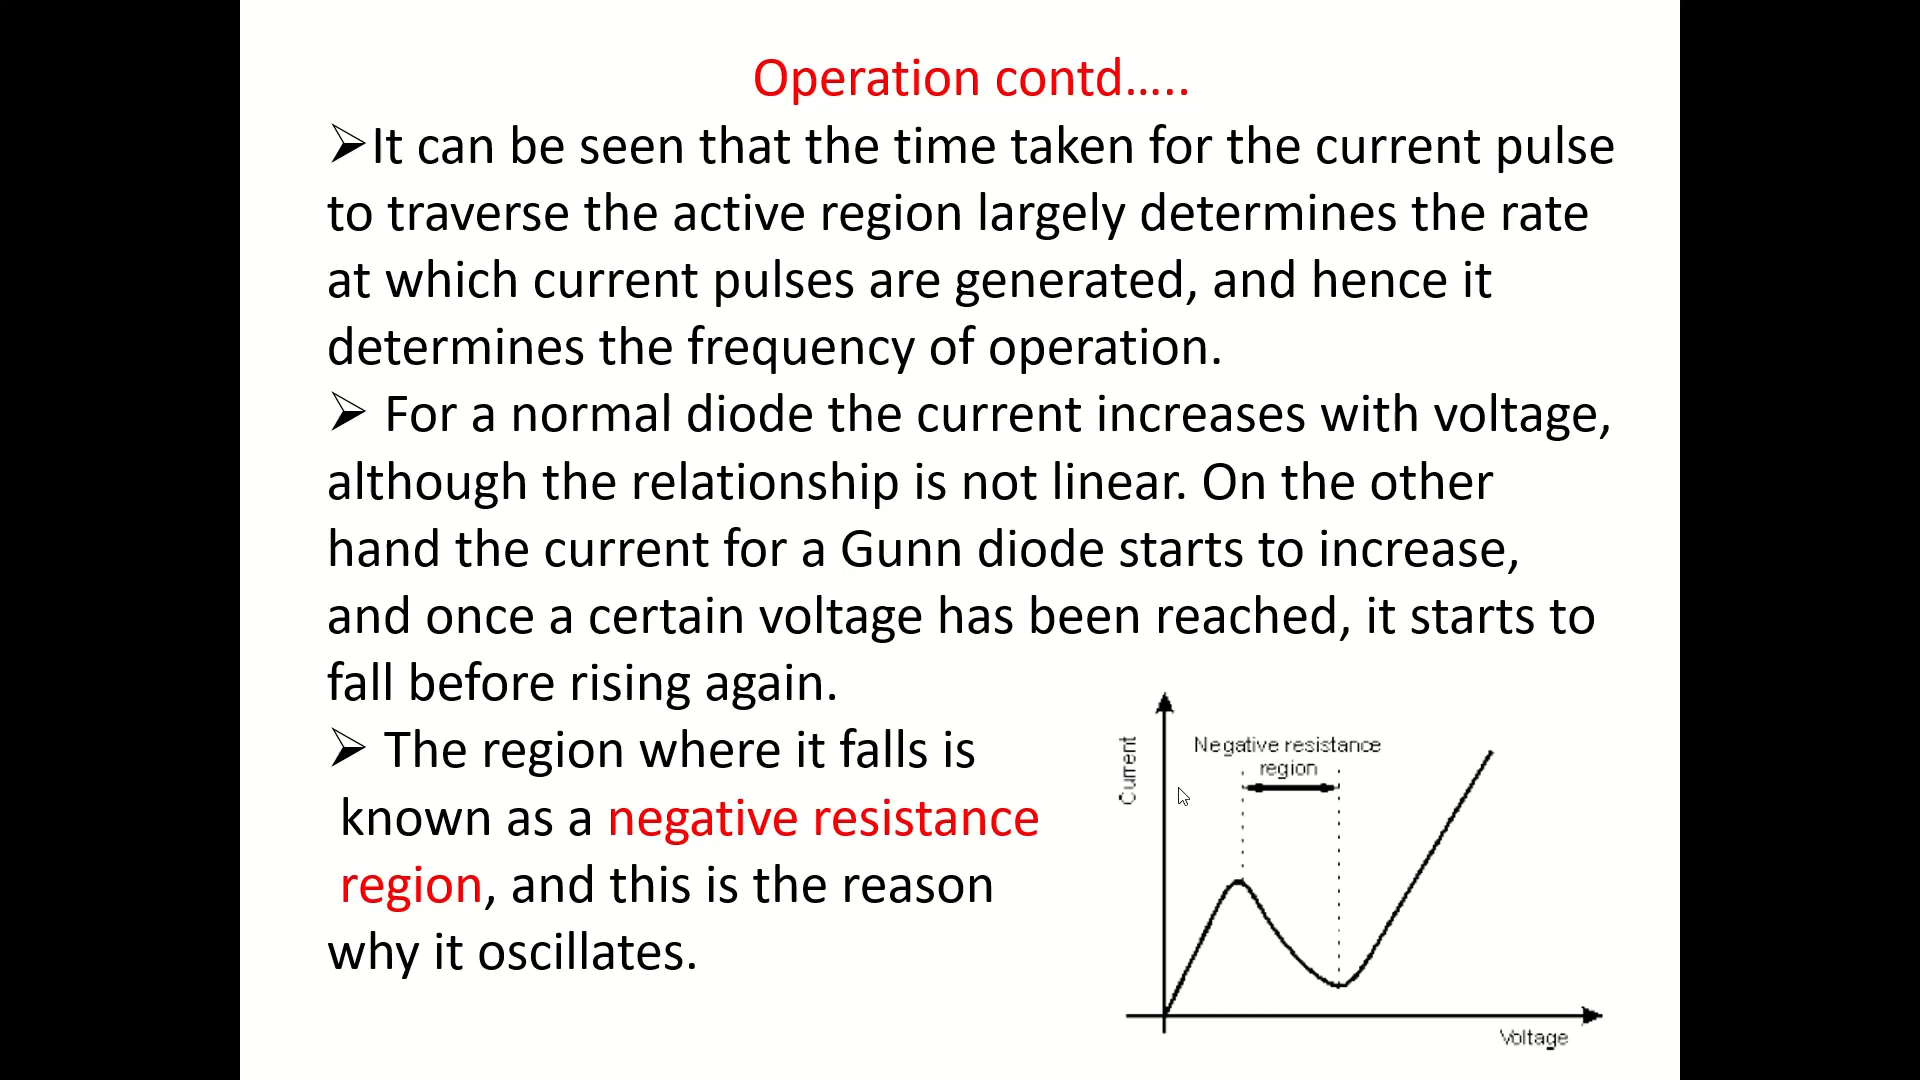 Operation contd…..
➢It can be seen that the time taken for the current pulse
to traverse the active region largely determines the rate
at which current pulses are generated, and hence it
determines the frequency of operation.
➢ For a normal diode the current increases with voltage,
although the relationship is not linear. On the other
hand the current for a Gunn diode starts to increase,
and once a certain voltage has been reached, it starts to
fall before rising again.
➢ The region where it falls is
known as a negative resistance
region, and this is the reason
why it oscillates.
Current
Negative resistance
region
Voltage